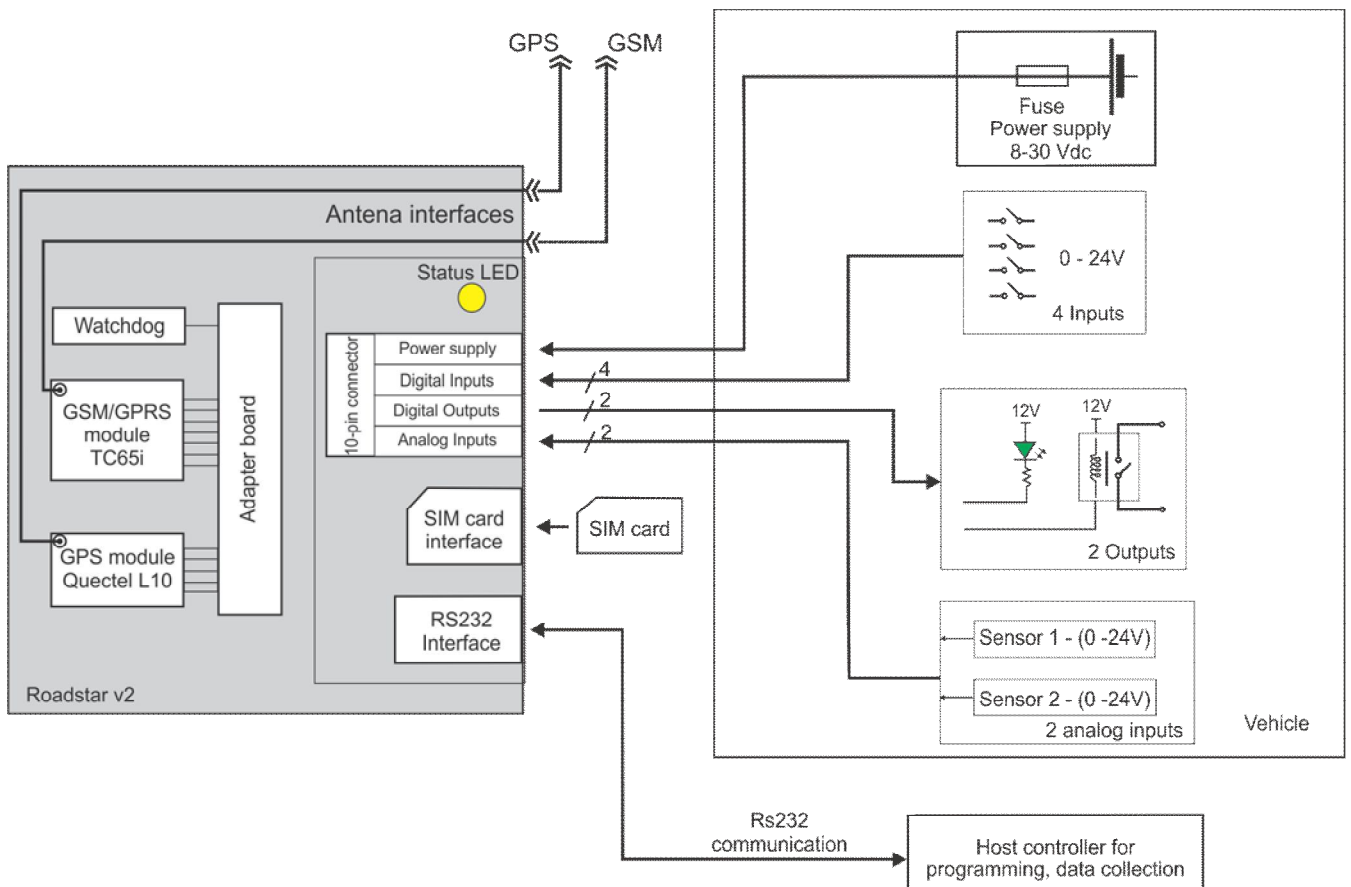 GPS
GSM
Antena interfaces
Status LED
Watchdog
GSM/GPRS
module
TC65i
GPS module
Quectel L10
Adapter board
10-pin connector
Power supply
Digital Inputs
Digital Outputs
Analog Inputs
4
2
2
SIM card
interface
SIM card
RS232
Interface
Roadstar v2
Fuse
Power supply
8-30 Vdc
0 - 24V
4 Inputs
12V
12V
2 Outputs
Sensor 1 - (0 -24V)
Sensor 2 - (0 -24V)
2 analog inputs
Vehicle
Rs232
communication
Host controller for
programming, data collection